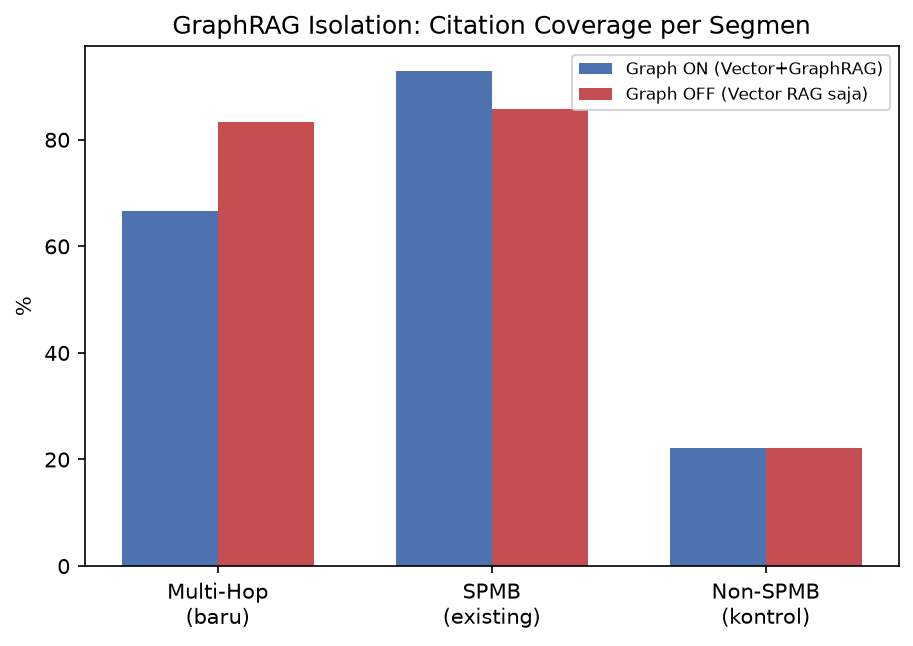 GraphRAG Isolation: Citation Coverage per Segmen
Graph ON (Vector+GraphRAG)
Graph OFF (Vector RAG saja)
%
80
60
40
20
0
Multi-Hop
(baru)
SPMB
(existing)
Non-SPMB
(kontrol)